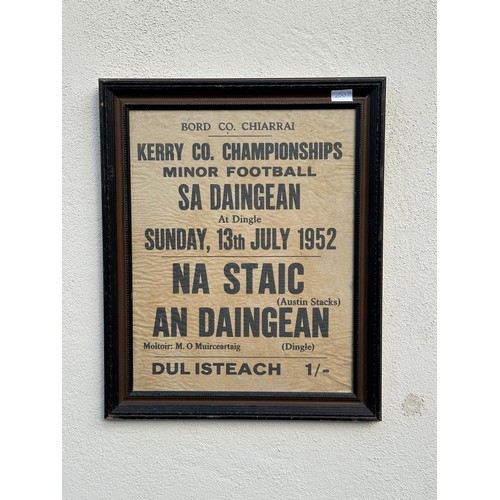 BORD CO. CHIARRAI
KERRY CO. CHAMPIONSHIPS
MINOR FOOTBALL
SA DAINGEAN
At Dingle
SUNDAY, 13th JULY 1952
NA STAIC
(Austin Stacks)
AN DAINGEAN
Moltoir: M. O Muirceartaig (Dingle)
DUL ISTEACH 1/-